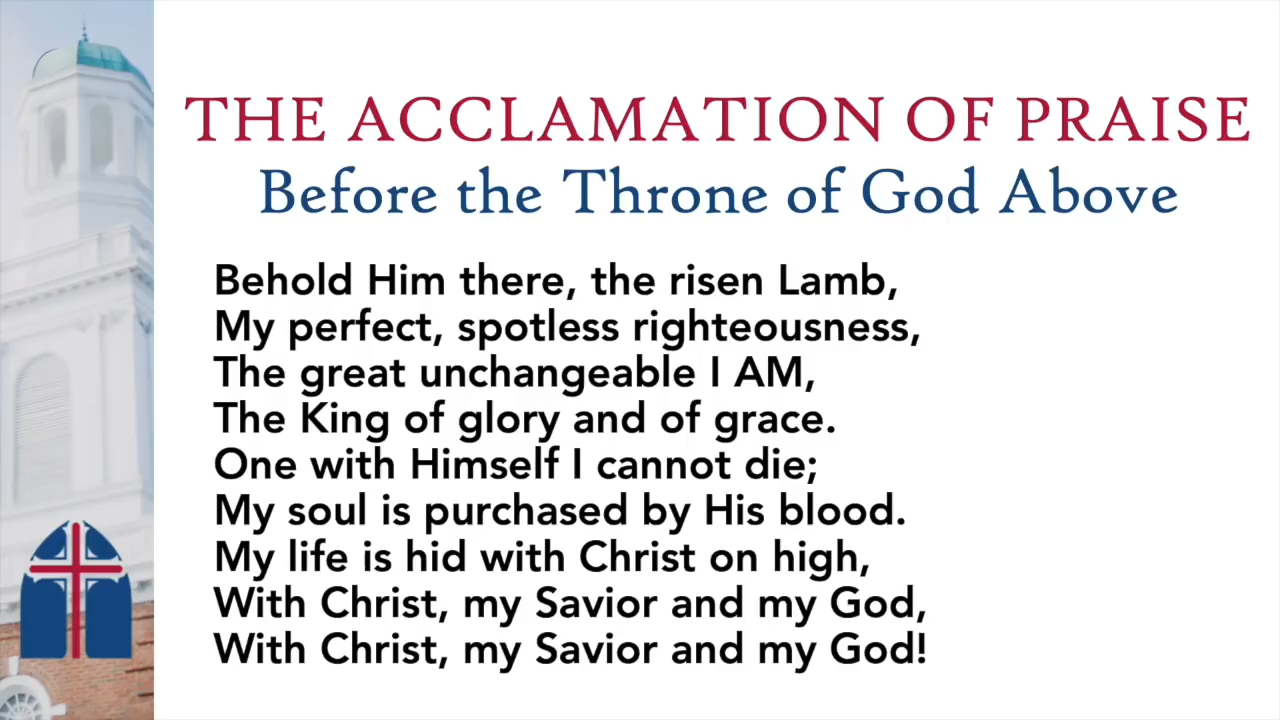 THE ACCLAMATION OF PRAISE
Before the Throne of God Above
Behold Him there, the risen Lamb,
My perfect, spotless righteousness,
The great unchangeable I AM,
The King of glory and of grace.
One with Himself I cannot die;
My soul is purchased by His blood.
My life is hid with Christ on high,
With Christ, my Savior and my God,
With Christ, my Savior and my God!